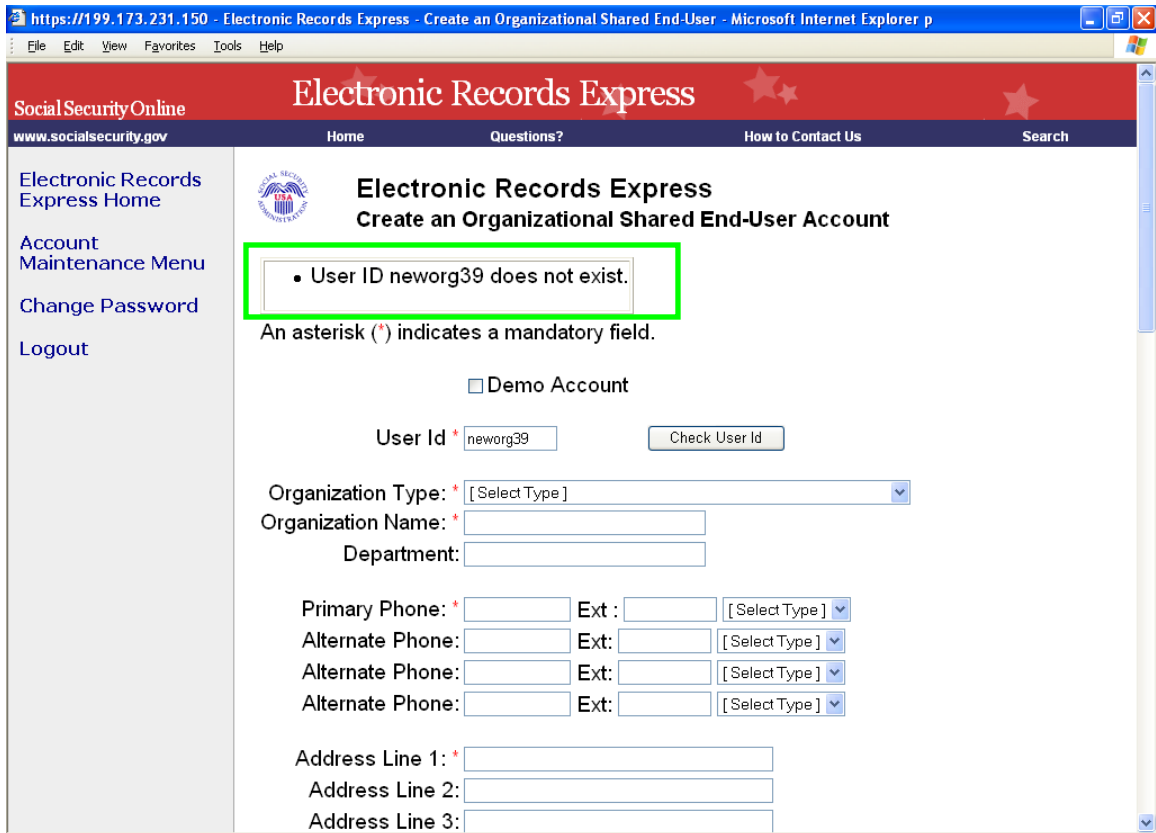 https://199.173.231.150 - Electronic Records Express - Create an Organizational Shared End-User - Microsoft Internet Explorer p
File Edit View Favorites Tools Help
Social Security Online
Electronic Records Express
www.socialsecurity.gov Home Questions? How to Contact Us Search
Electronic Records
Express Home
Account
Maintenance Menu
Change Password
Logout
SOCIAL SECURITY ADMINISTRATION
USA
Electronic Records Express
Create an Organizational Shared End-User Account
• User ID neworg39 does not exist.
An asterisk (*) indicates a mandatory field.
Demo Account
User Id * neworg39 Check User Id
Organization Type: * [ Select Type ]
Organization Name: *
Department:
Primary Phone: * Ext : [ Select Type ]
Alternate Phone: Ext: [ Select Type ]
Alternate Phone: Ext: [ Select Type ]
Alternate Phone: Ext: [ Select Type ]
Address Line 1: *
Address Line 2:
Address Line 3: